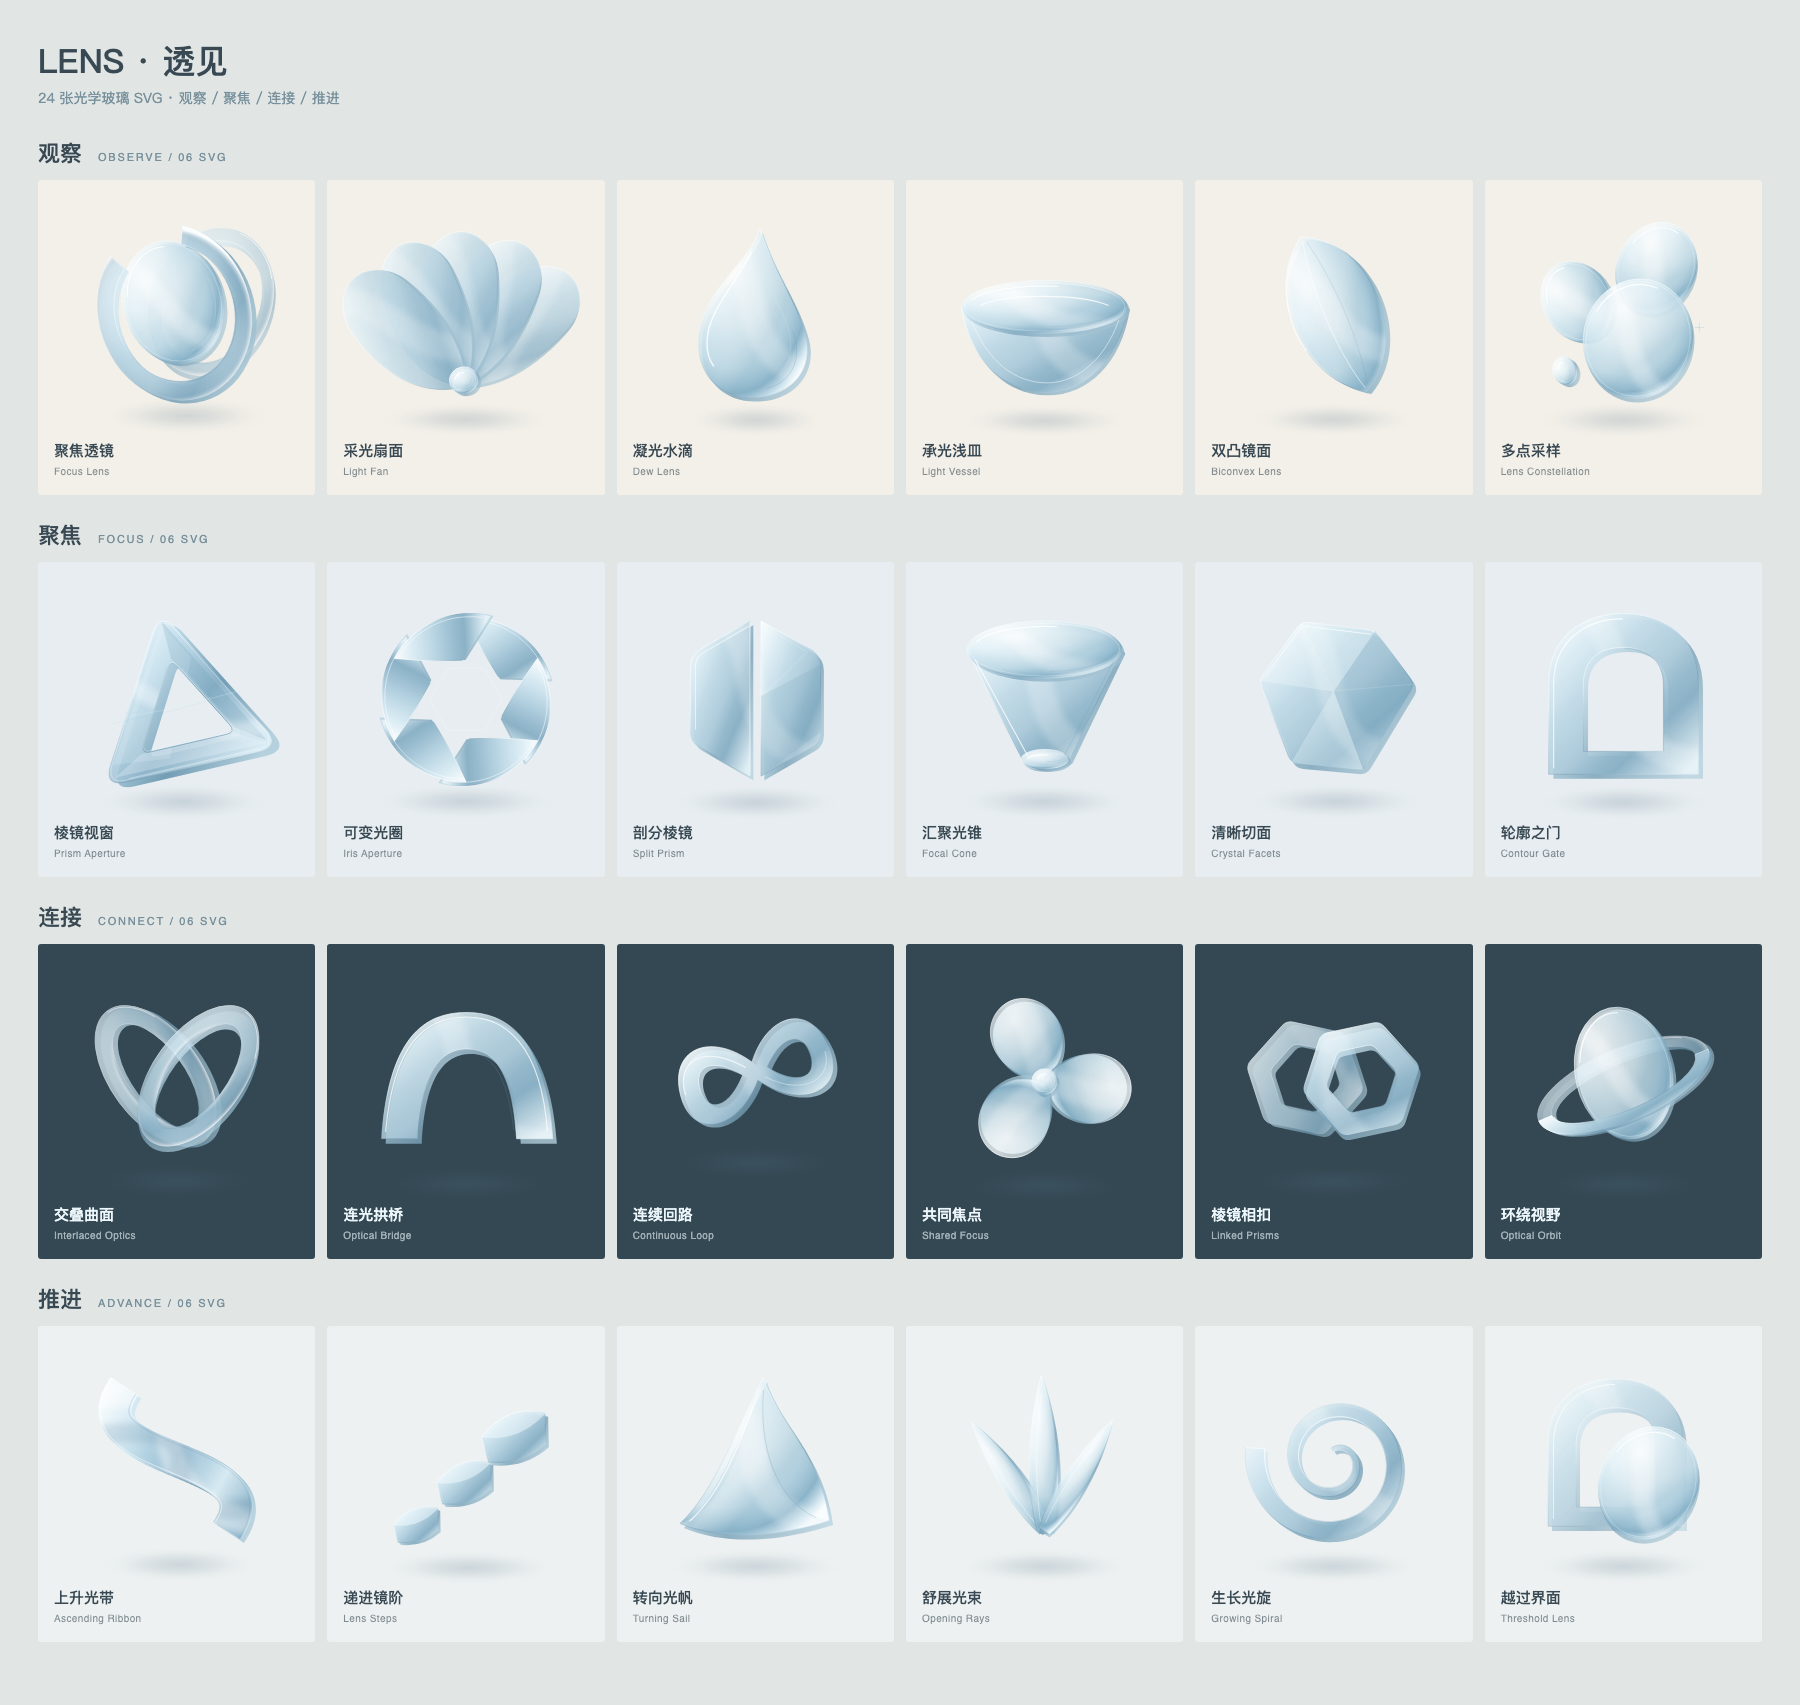 LENS · 透见
24 张光学玻璃 SVG · 观察 / 聚焦 / 连接 / 推进
观察 OBSERVE / 06 SVG
聚焦透镜
Focus Lens
采光扇面
Light Fan
凝光水滴
Dew Lens
承光浅皿
Light Vessel
双凸镜面
Biconvex Lens
多点采样
Lens Constellation
聚焦 FOCUS / 06 SVG
棱镜视窗
Prism Aperture
可变光圈
Iris Aperture
剖分棱镜
Split Prism
汇聚光锥
Focal Cone
清晰切面
Crystal Facets
轮廓之门
Contour Gate
连接 CONNECT / 06 SVG
交叠曲面
Interlaced Optics
连光拱桥
Optical Bridge
连续回路
Continuous Loop
共同焦点
Shared Focus
棱镜相扣
Linked Prisms
环绕视野
Optical Orbit
推进 ADVANCE / 06 SVG
上升光带
Ascending Ribbon
递进镜阶
Lens Steps
转向光帆
Turning Sail
舒展光束
Opening Rays
生长光旋
Growing Spiral
越过界面
Threshold Lens